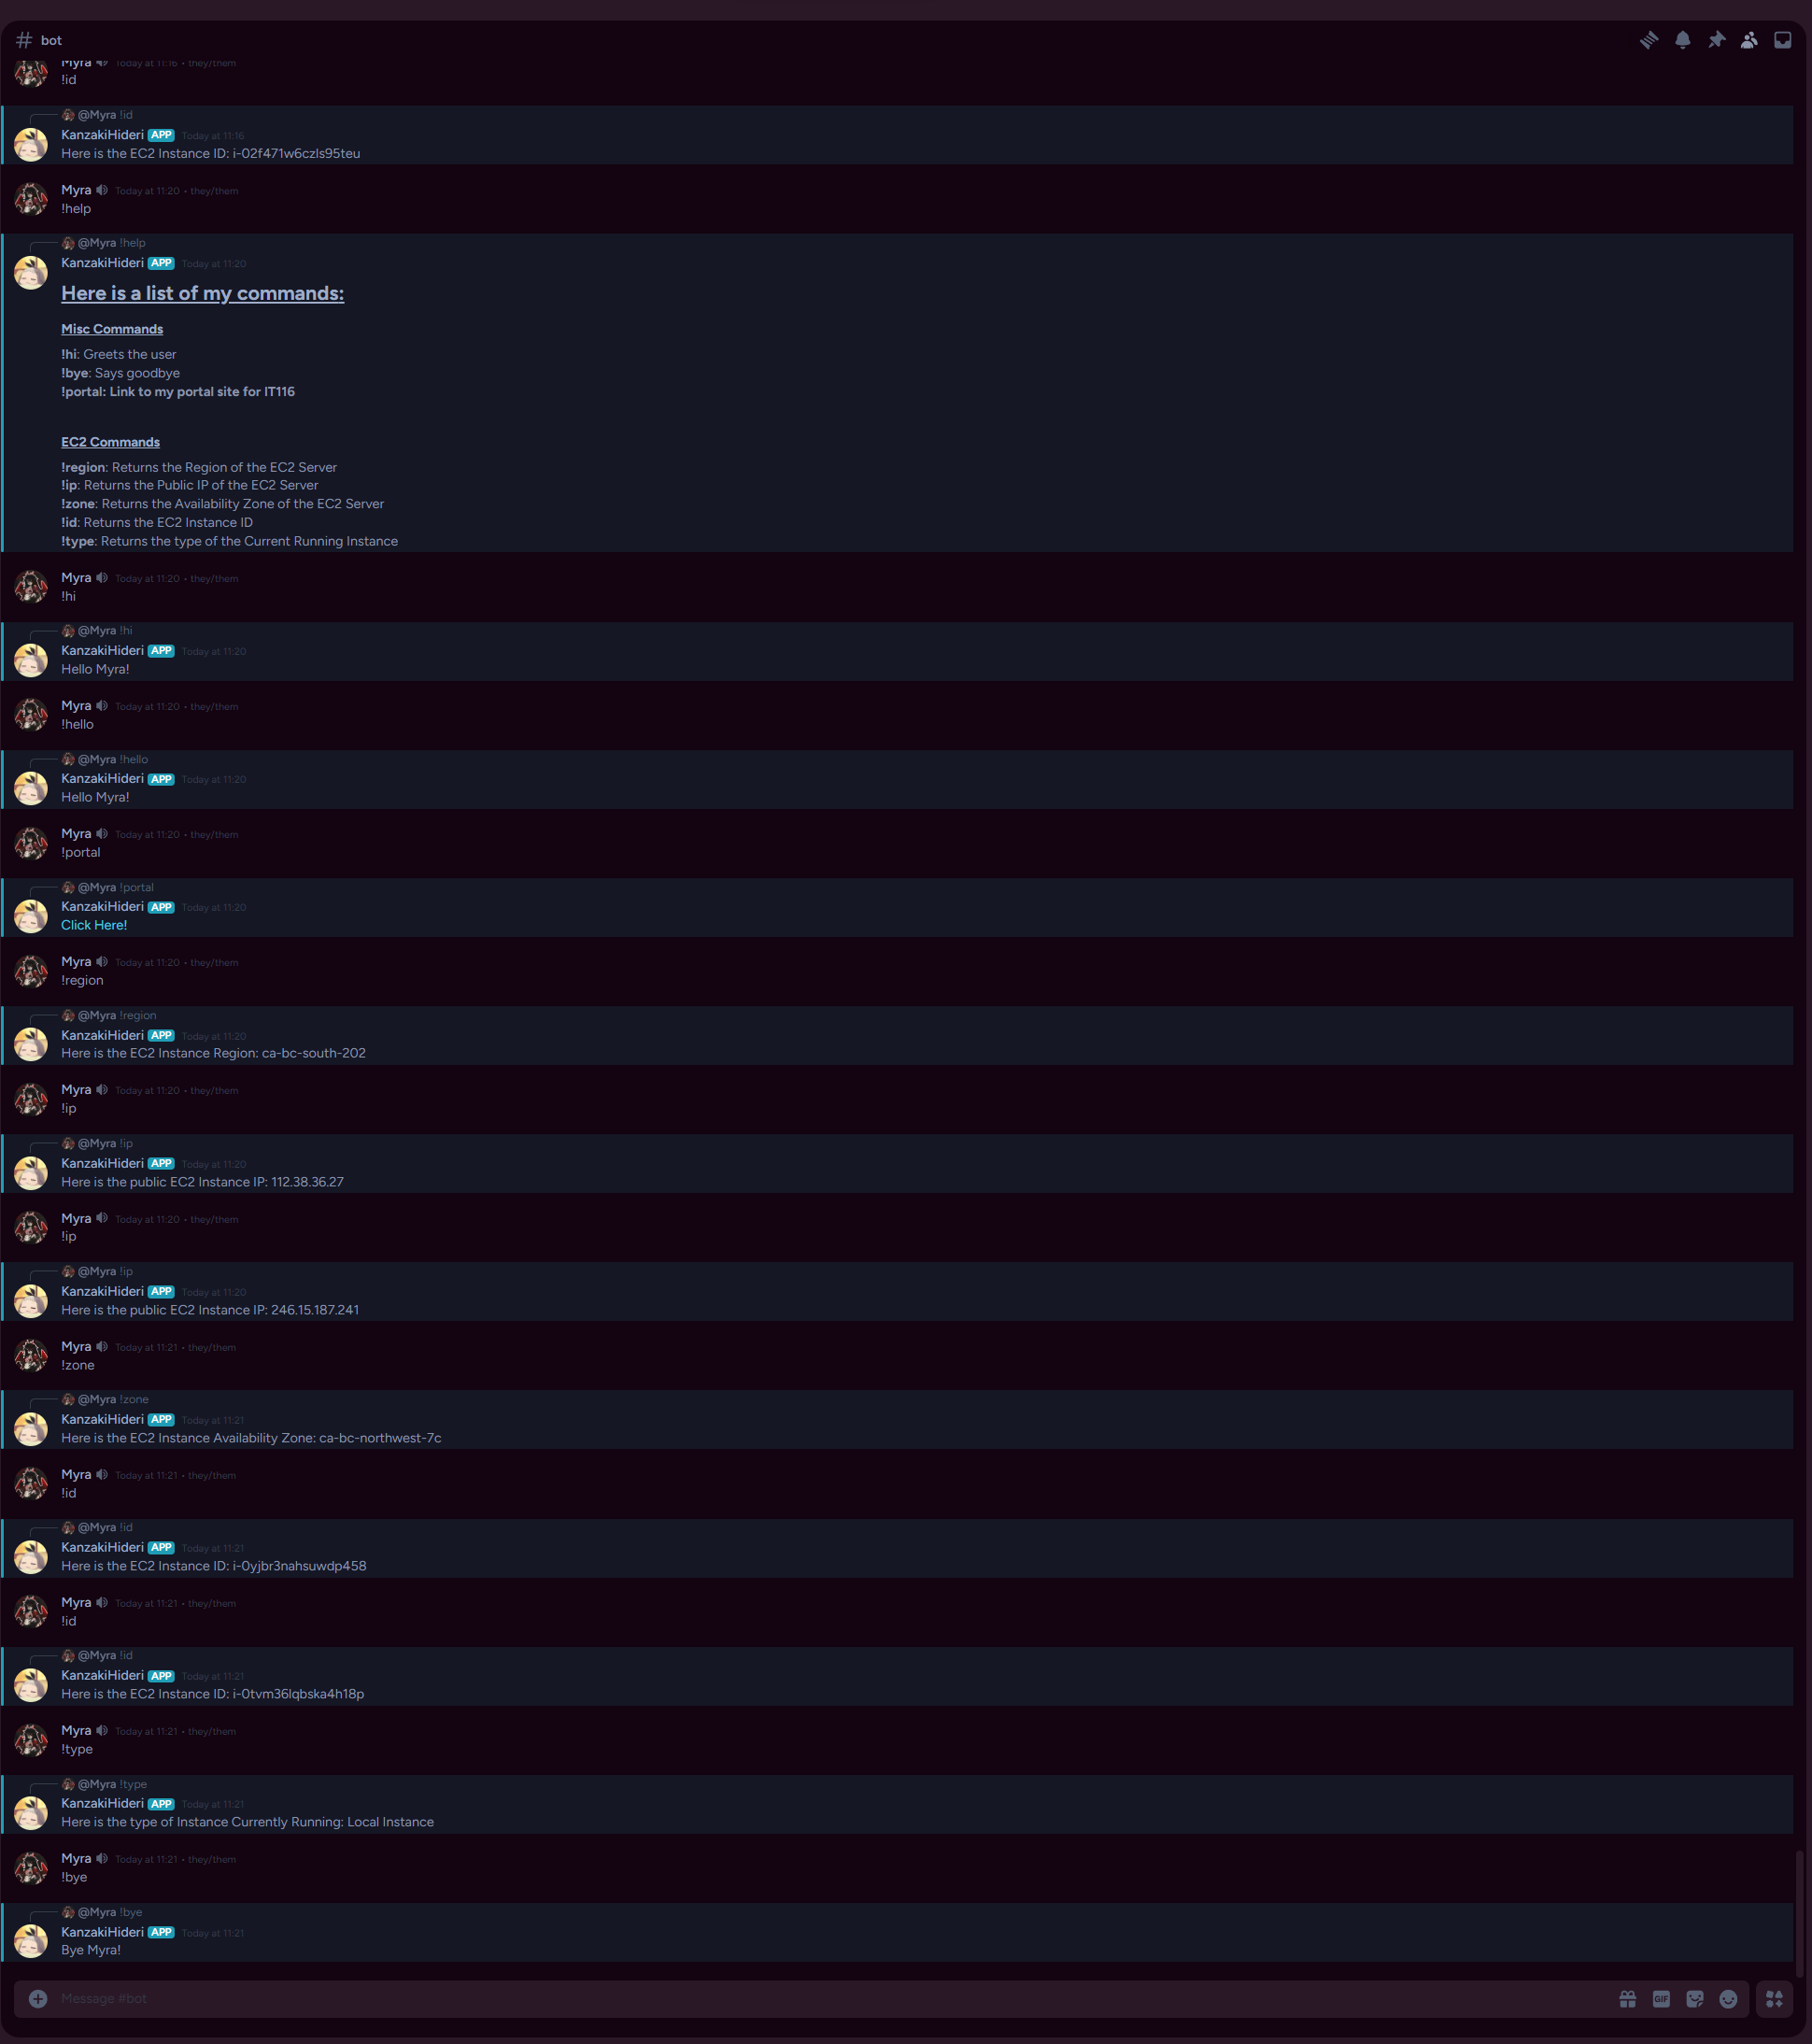 bot
Myra Today at 11:16 • they/them
!id
@Myra !id
KanzakiHideri APP Today at 11:16
Here is the EC2 Instance ID: i-02f471w6czls95teu
Myra Today at 11:20 • they/them
!help
@Myra !help
KanzakiHideri APP Today at 11:20
Here is a list of my commands:
Misc Commands
!hi: Greets the user
!bye: Says goodbye
!portal: Link to my portal site for IT116
EC2 Commands
!region: Returns the Region of the EC2 Server
!ip: Returns the Public IP of the EC2 Server
!zone: Returns the Availability Zone of the EC2 Server
!id: Returns the EC2 Instance ID
!type: Returns the type of the Current Running Instance
Myra Today at 11:20 • they/them
!hi
@Myra !hi
KanzakiHideri APP Today at 11:20
Hello Myra!
Myra Today at 11:20 • they/them
!hello
@Myra !hello
KanzakiHideri APP Today at 11:20
Hello Myra!
Myra Today at 11:20 • they/them
!portal
@Myra !portal
KanzakiHideri APP Today at 11:20
Click Here!
Myra Today at 11:20 • they/them
!region
@Myra !region
KanzakiHideri APP Today at 11:20
Here is the EC2 Instance Region: ca-bc-south-202
Myra Today at 11:20 • they/them
!ip
@Myra !ip
KanzakiHideri APP Today at 11:20
Here is the public EC2 Instance IP: 112.38.36.27
Myra Today at 11:20 • they/them
!ip
@Myra !ip
KanzakiHideri APP Today at 11:20
Here is the public EC2 Instance IP: 246.15.187.241
Myra Today at 11:21 • they/them
!zone
@Myra !zone
KanzakiHideri APP Today at 11:21
Here is the EC2 Instance Availability Zone: ca-bc-northwest-7c
Myra Today at 11:21 • they/them
!id
@Myra !id
KanzakiHideri APP Today at 11:21
Here is the EC2 Instance ID: i-0yjbr3nahsuwdp458
Myra Today at 11:21 • they/them
!id
@Myra !id
KanzakiHideri APP Today at 11:21
Here is the EC2 Instance ID: i-0tvm36lqbska4h18p
Myra Today at 11:21 • they/them
!type
@Myra !type
KanzakiHideri APP Today at 11:21
Here is the type of Instance Currently Running: Local Instance
Myra Today at 11:21 • they/them
!bye
@Myra !bye
KanzakiHideri APP Today at 11:21
Bye Myra!
Message #bot
GIF